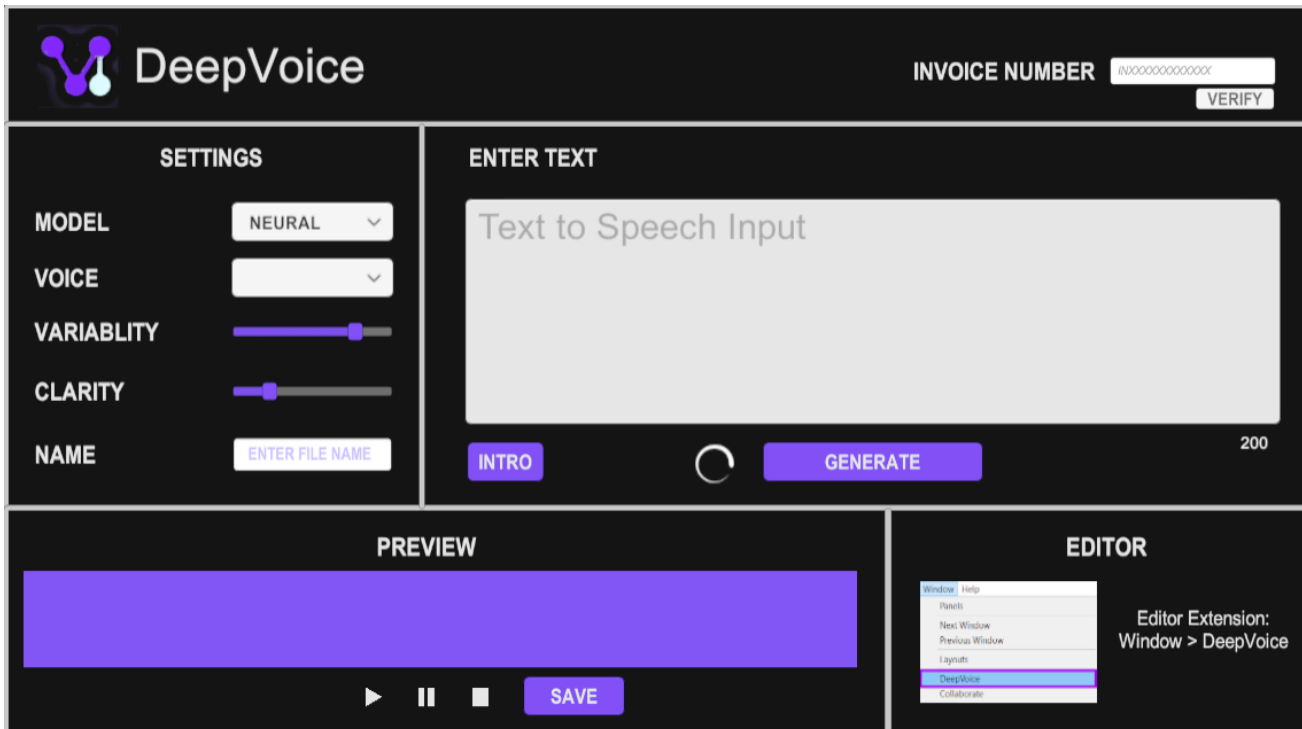 DeepVoice
INVOICE NUMBER
INXXXXXXXXXXXX
VERIFY
SETTINGS
MODEL
NEURAL
VOICE
VARIABLITY
CLARITY
NAME
ENTER FILE NAME
ENTER TEXT
Text to Speech Input
INTRO
GENERATE
200
PREVIEW
SAVE
EDITOR
Window Help
Panels
Next Window
Previous Window
Layouts
DeepVoice
Collaborate
Editor Extension:
Window > DeepVoice